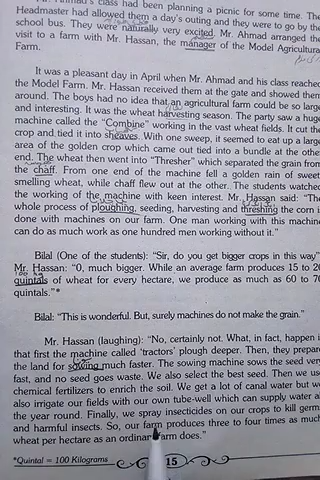 Mr. Ahmad's class had been planning a picnic for some time. The
Headmaster had allowed them a day's outing and they were to go by the
school bus. They were naturally very excited. Mr. Ahmad arranged the
visit to a farm with Mr. Hassan, the manager of the Model Agricultura
Farm.
It was a pleasant day in April when Mr. Ahmad and his class reached
the Model Farm. Mr. Hassan received them at the gate and showed them
around. The boys had no idea that an agricultural farm could be so large
and interesting. It was the wheat harvesting season. The party saw a huge
machine called the "Combine" working in the vast wheat fields. It cut the
crop and tied it into sheaves. With one sweep, it seemed to eat up a large
area of the golden crop which came out tied into a bundle at the other
end. The wheat then went into "Thresher" which separated the grain from
the chaff. From one end of the machine fell a golden rain of sweet
smelling wheat, while chaff flew out at the other. The students watched
the working of the machine with keen interest. Mr. Hassan said: "The
whole process of ploughing, seeding, harvesting and threshing the corn is
done with machines on our farm. One man working with this machine
can do as much work as one hundred men working without it."
Bilal (One of the students): "Sir, do you get bigger crops in this way"
Mr. Hassan: "O, much bigger. While an average farm produces 15 to 20
quintals of wheat for every hectare, we produce as much as 60 to 70
quintals."*
Bilal: "This is wonderful. But, surely machines do not make the grain."
Mr. Hassan (laughing): "No, certainly not. What, in fact, happen i
that first the machine called 'tractors' plough deeper. Then, they prepare
the land for sowing much faster. The sowing machine sows the seed very
fast, and no seed goes waste. We also select the best seed. Then we use
chemical fertilizers to enrich the soil. We get a lot of canal water but we
also irrigate our fields with our own tube-well which can supply water al
the year round. Finally, we spray insecticides on our crops to kill germs
and harmful insects. So, our farm produces three to four times as much
wheat per hectare as an ordinary farm does."
*Quintal = 100 Kilograms
15